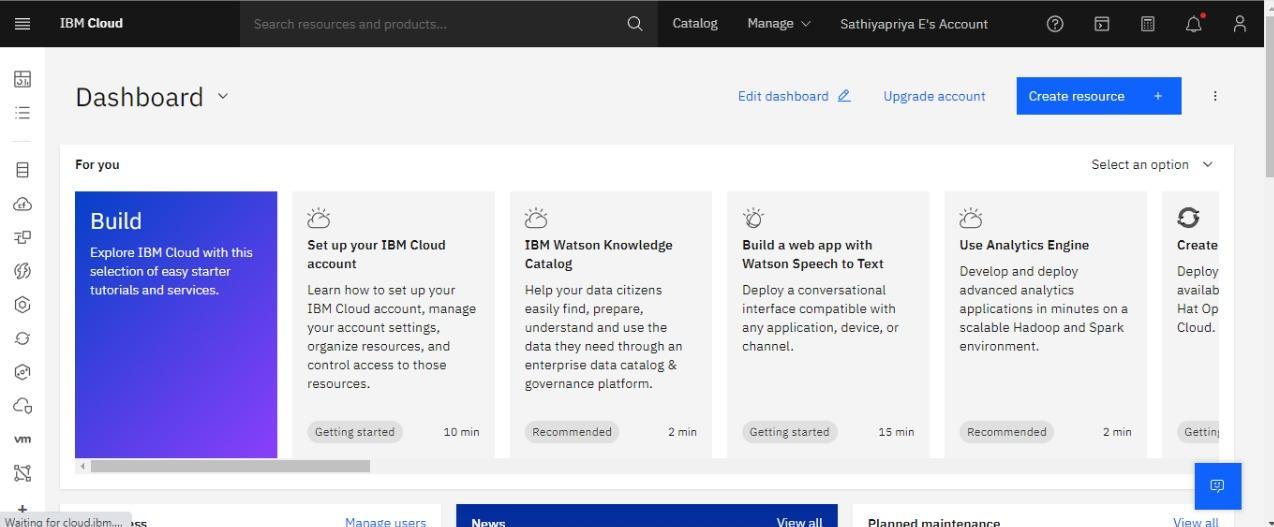 IBM Cloud
Search resources and products...
Catalog
Manage
Sathiyapriya E's Account
Dashboard
Edit dashboard
Upgrade account
Create resource +
For you
Select an option
Build
Explore IBM Cloud with this
selection of easy starter
tutorials and services.
Set up your IBM Cloud
account
Learn how to set up your
IBM Cloud account, manage
your account settings,
organize resources, and
control access to those
resources.
Getting started
10 min
IBM Watson Knowledge
Catalog
Help your data citizens
easily find, prepare,
understand and use the
data they need through an
enterprise data catalog &
governance platform.
Recommended
2 min
Build a web app with
Watson Speech to Text
Deploy a conversational
interface compatible with
any application, device, or
channel.
Getting started
15 min
Use Analytics Engine
Develop and deploy
advanced analytics
applications in minutes on a
scalable Hadoop and Spark
environment.
Recommended
2 min
Create
Deploy
availab
Hat Op
Cloud.
Getting
vm
Waiting for cloud.ibm....
ess
Manage users
News
View all
Planned maintenance
View all